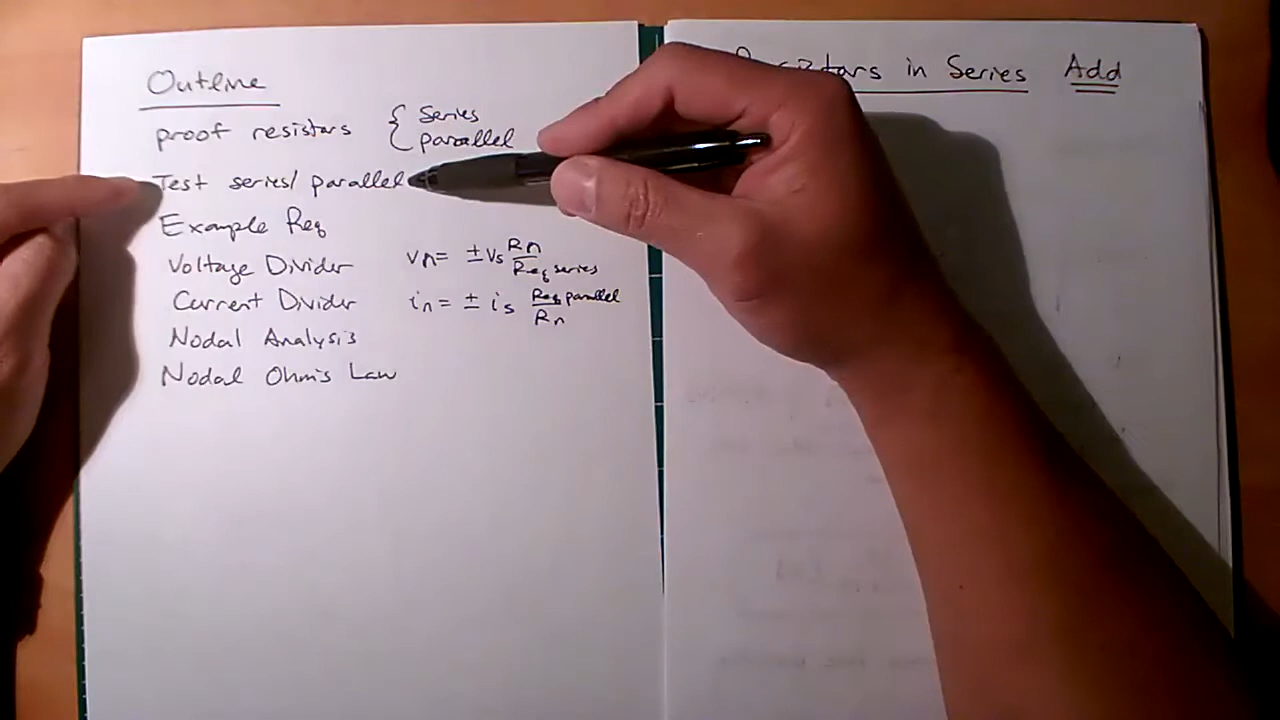 Outline
proof resistors { Series
parallel
Test series/parallel
Example Req
Voltage Divider vn = ±vs Rn/Req series
Current Divider in = ± is Req parallel/Rn
Nodal Analysis
Nodal Ohm's Law
in Series Add